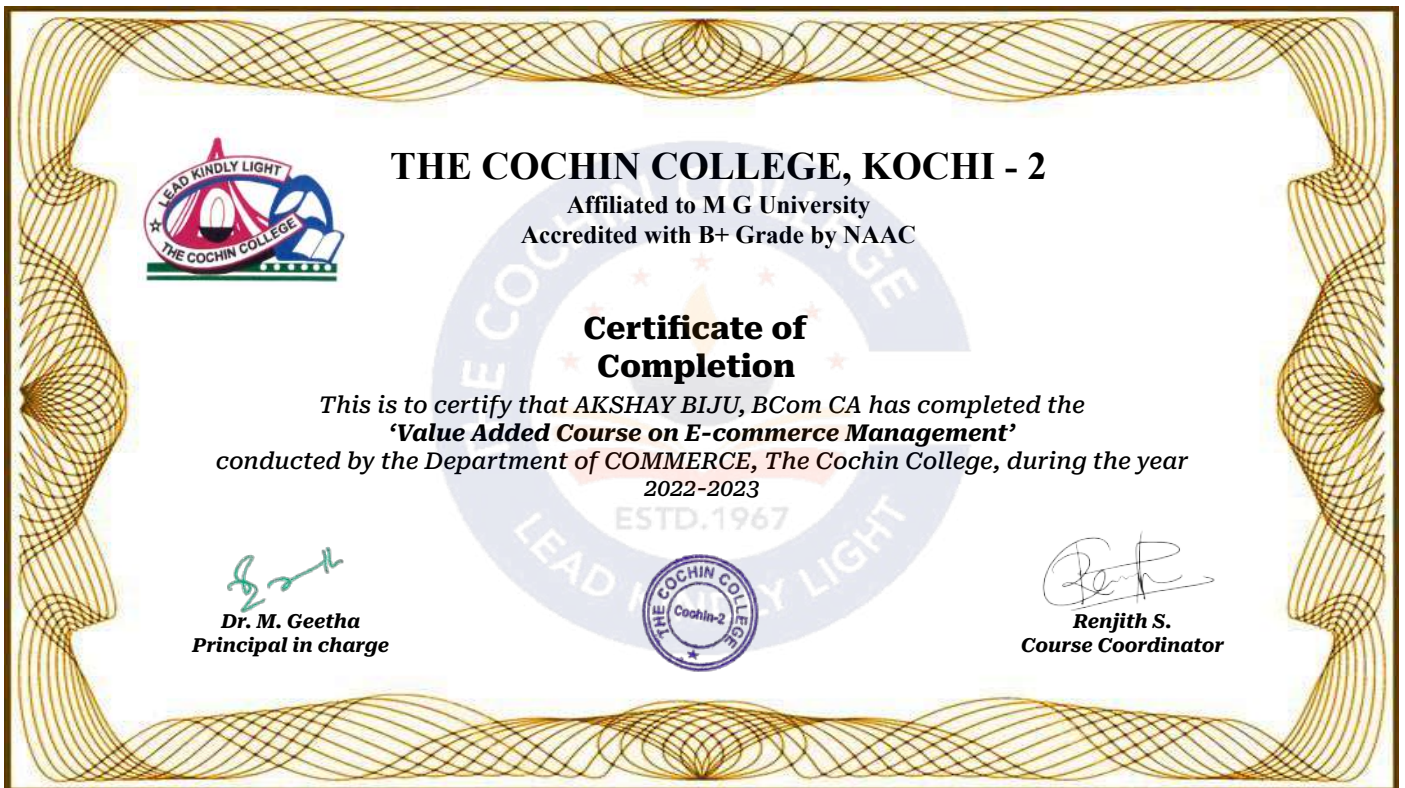 LEAD KINDLY LIGHT
THE COCHIN COLLEGE
THE COCHIN COLLEGE, KOCHI - 2
Affiliated to M G University
Accredited with B+ Grade by NAAC
THE COCHIN COLLEGE
Certificate of
Completion
This is to certify that AKSHAY BIJU, BCom CA has completed the
‘Value Added Course on E-commerce Management’
conducted by the Department of COMMERCE, The Cochin College, during the year
2022-2023
ESTD.1967
LEAD KINDLY LIGHT
THE COCHIN COLLEGE
Cochin-2
Dr. M. Geetha
Principal in charge
Renjith S.
Course Coordinator